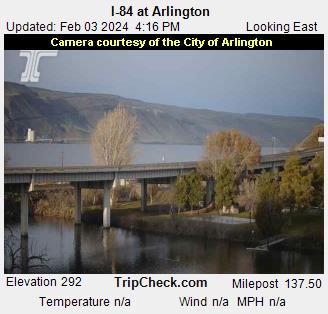 I-84 at Arlington
Updated: Feb 03 2024 4:16 PM Looking East
Camera courtesy of the City of Arlington
Elevation 292 TripCheck.com Milepost 137.50
Temperature n/a Wind n/a MPH n/a